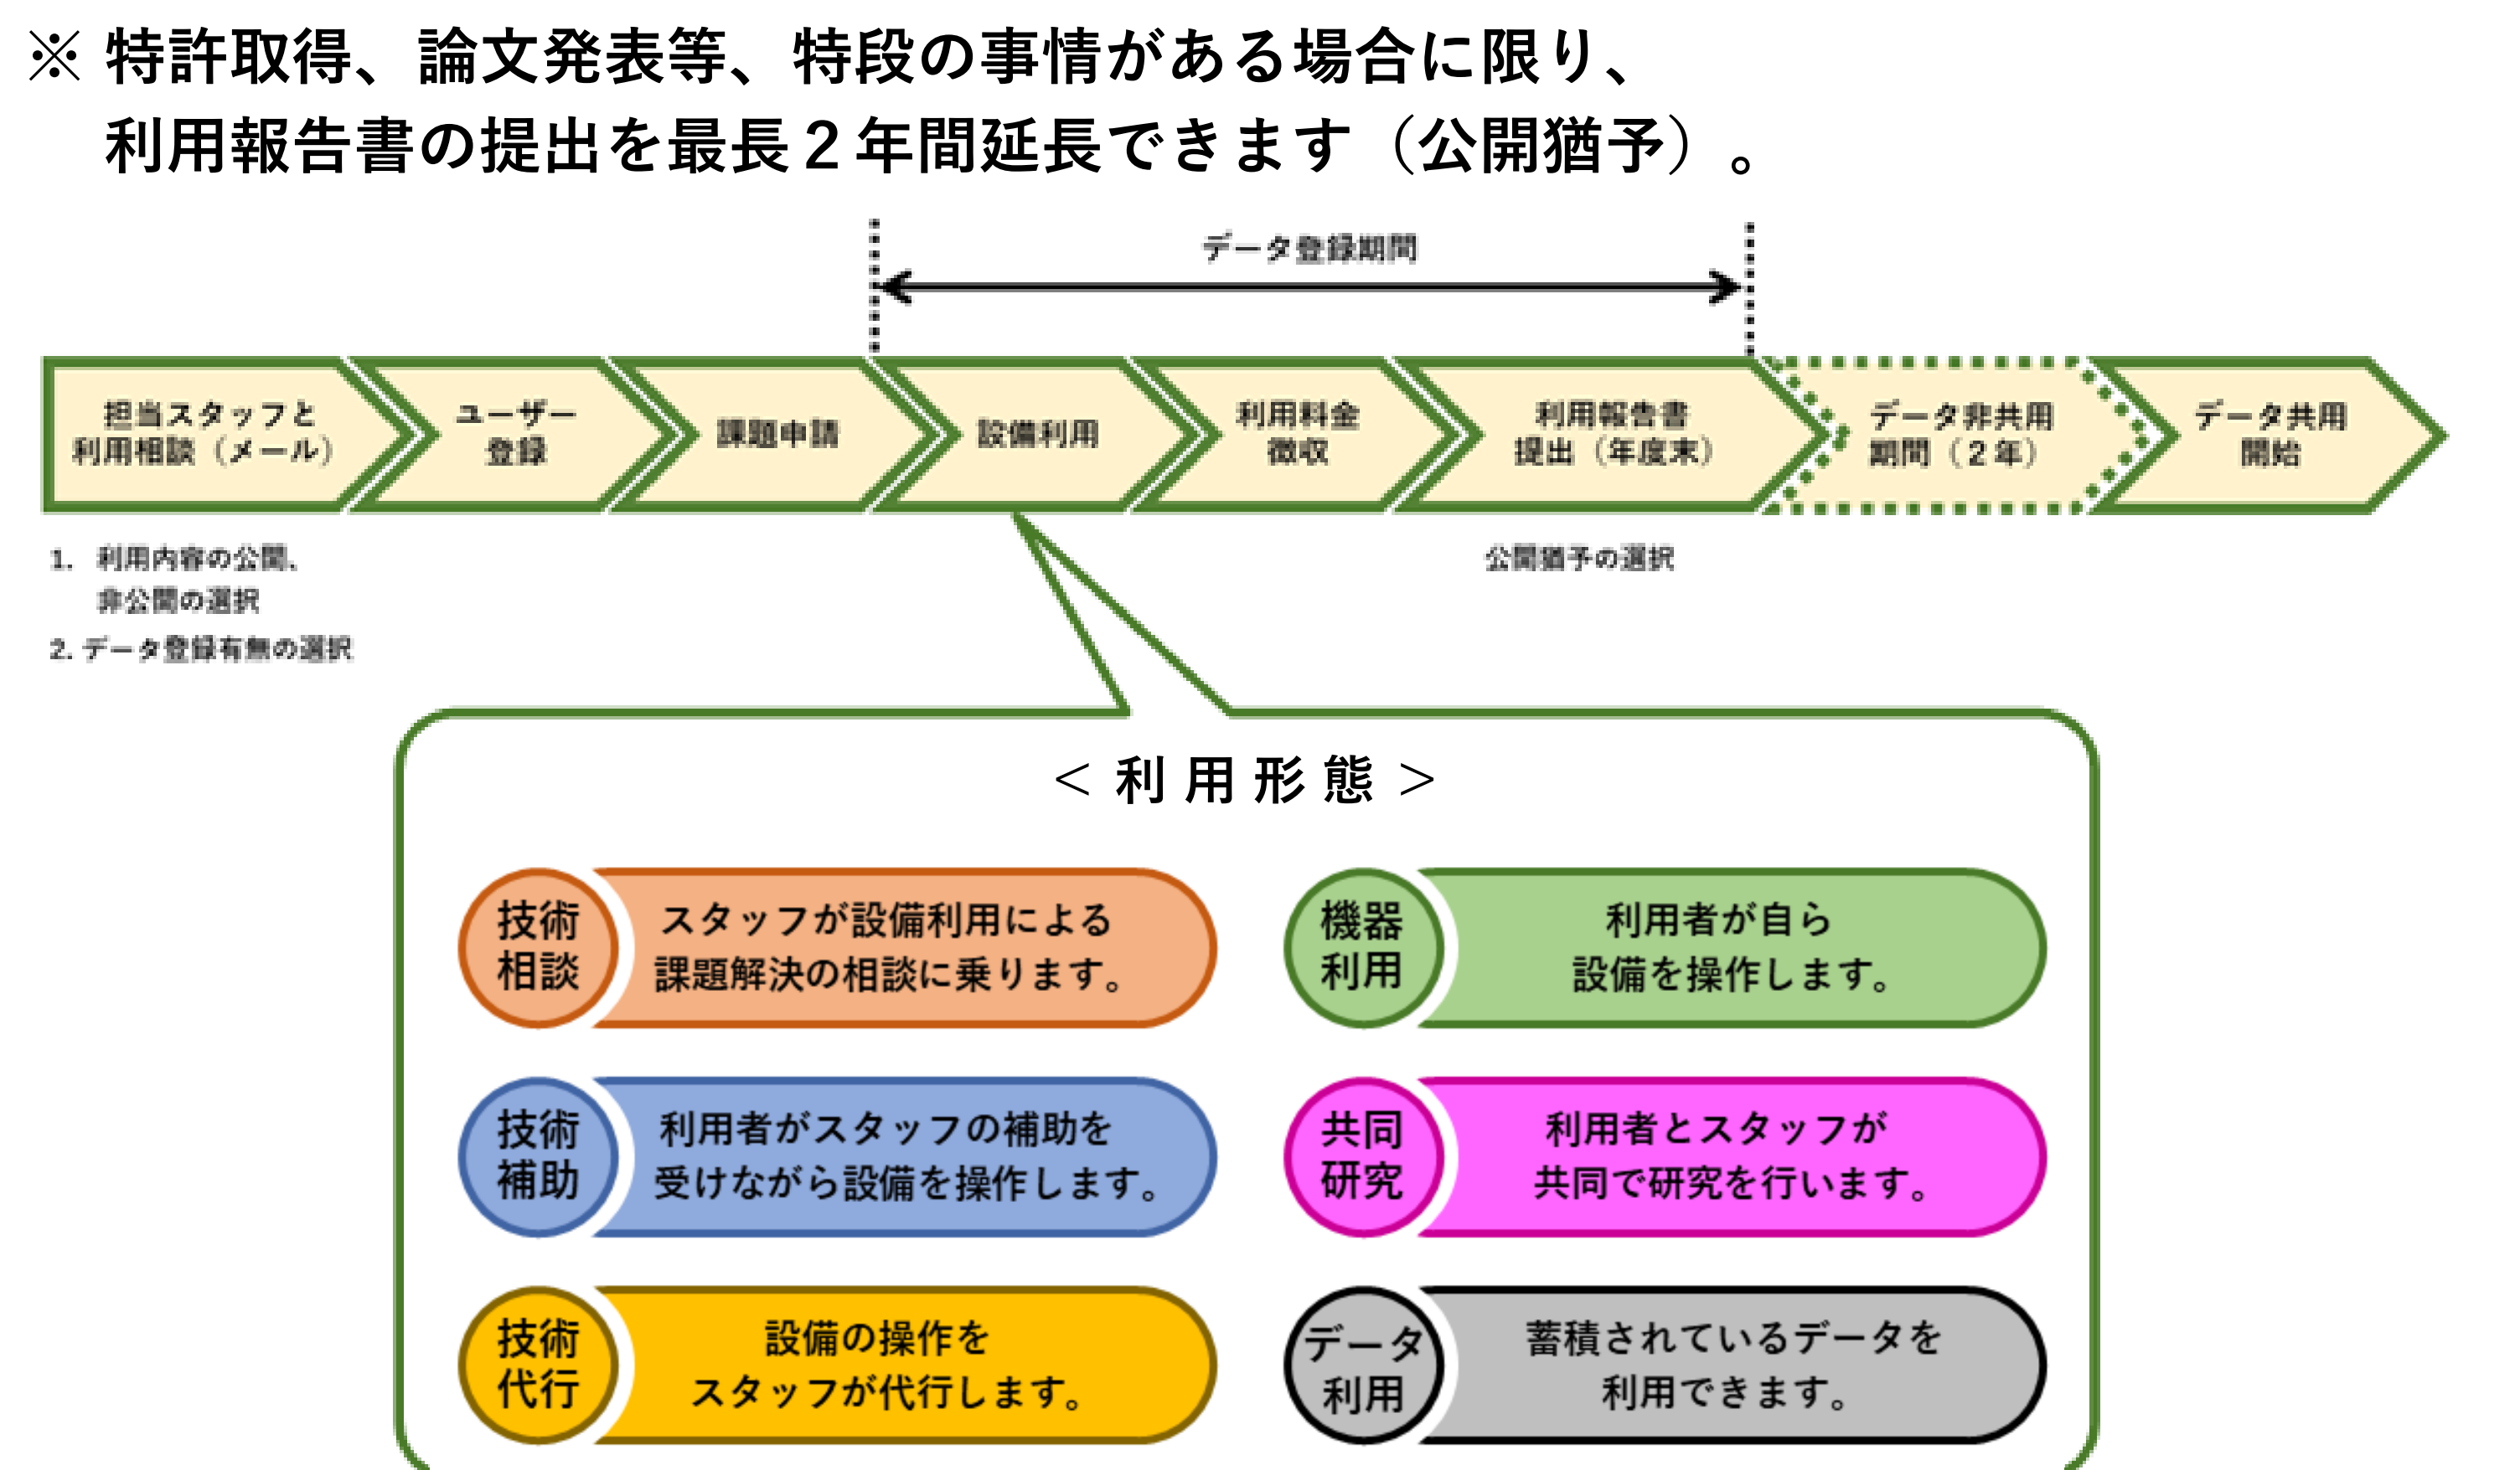 ※ 特許取得、論文発表等、特段の事情がある場合に限り、
利用報告書の提出を最長２年間延長できます（公開猶予）。
データ登録期間
担当スタッフと
利用相談（メール）
ユーザー
登録
課題申請
設備利用
利用料金
徴収
利用報告書
提出（年度末）
データ非共用
期間（２年）
データ共用
開始
1. 利用内容の公開、
非公開の選択
2. データ登録有無の選択
公開猶予の選択
＜利用形態＞
技術
相談
スタッフが設備利用による
課題解決の相談に乗ります。
機器
利用
利用者が自ら
設備を操作します。
技術
補助
利用者がスタッフの補助を
受けながら設備を操作します。
共同
研究
利用者とスタッフが
共同で研究を行います。
技術
代行
設備の操作を
スタッフが代行します。
データ
利用
蓄積されているデータを
利用できます。